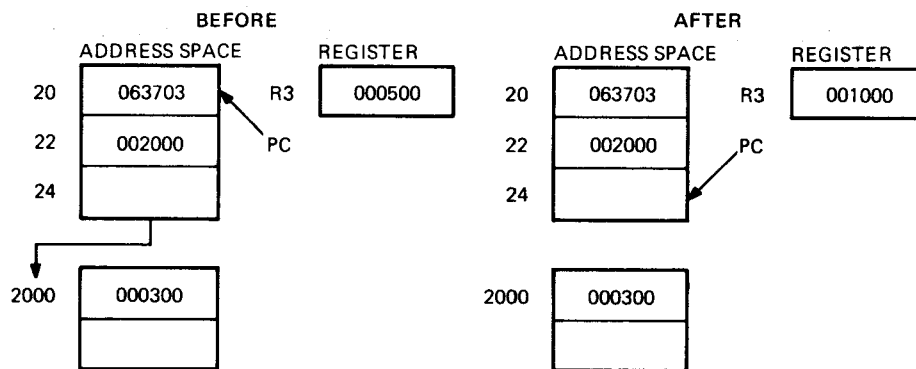 BEFORE
ADDRESS SPACE REGISTER
20 063703 R3 000500
22 002000 PC
24
2000 000300
AFTER
ADDRESS SPACE REGISTER
20 063703 R3 001000
22 002000 PC
24
2000 000300